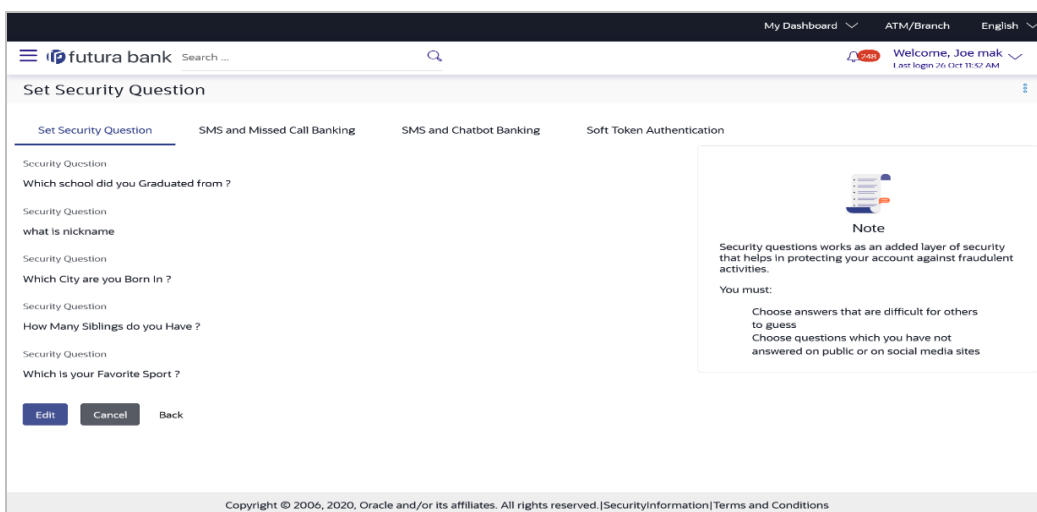 My Dashboard ATM/Branch English
futura bank Search ... 248 Welcome, Joe mak
Last login 26 Oct 11:32 AM
Set Security Question
Set Security Question SMS and Missed Call Banking SMS and Chatbot Banking Soft Token Authentication
Security Question
Which school did you Graduated from ?
Security Question
what is nickname
Security Question
Which City are you Born In ?
Security Question
How Many Siblings do you Have ?
Security Question
Which is your Favorite Sport ?
Edit Cancel Back
Note
Security questions works as an added layer of security
that helps in protecting your account against fraudulent
activities.
You must:
Choose answers that are difficult for others
to guess
Choose questions which you have not
answered on public or on social media sites
Copyright © 2006, 2020, Oracle and/or its affiliates. All rights reserved.|SecurityInformation|Terms and Conditions